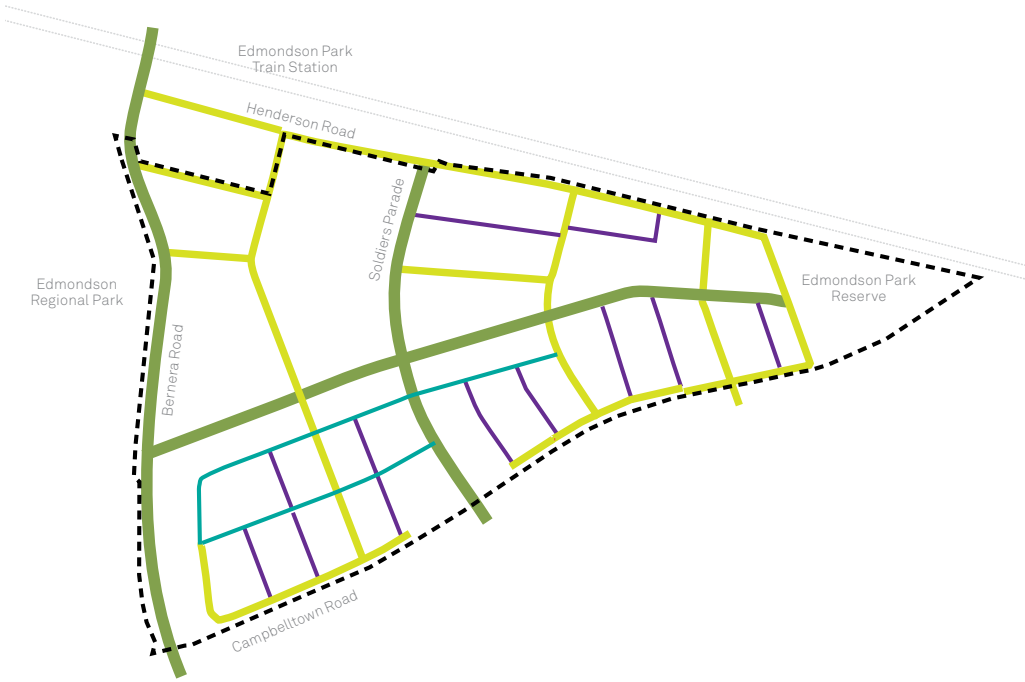 Edmondson Park
Train Station
Henderson Road
Soldiers Parade
Edmondson
Regional Park
Edmondson Park
Reserve
Bernera Road
Campbelltown Road